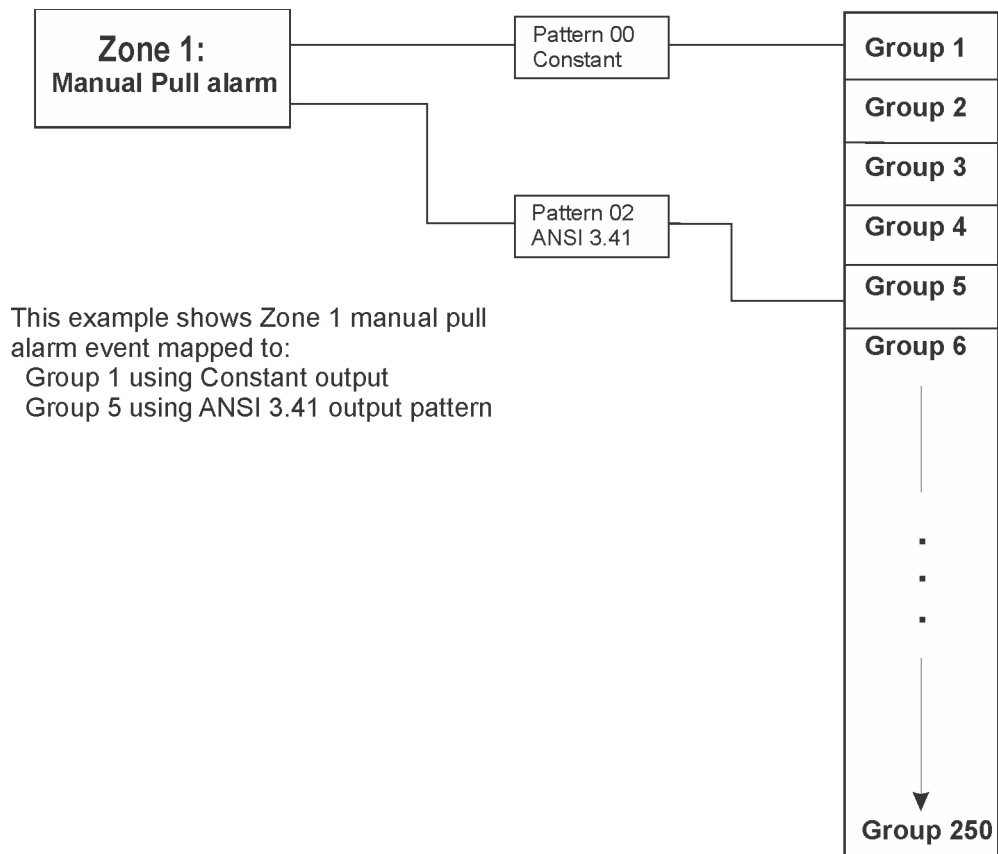 Zone 1:
Manual Pull alarm
Pattern 00
Constant
Pattern 02
ANSI 3.41
Group 1
Group 2
Group 3
Group 4
Group 5
Group 6
Group 250
This example shows Zone 1 manual pull
alarm event mapped to:
Group 1 using Constant output
Group 5 using ANSI 3.41 output pattern